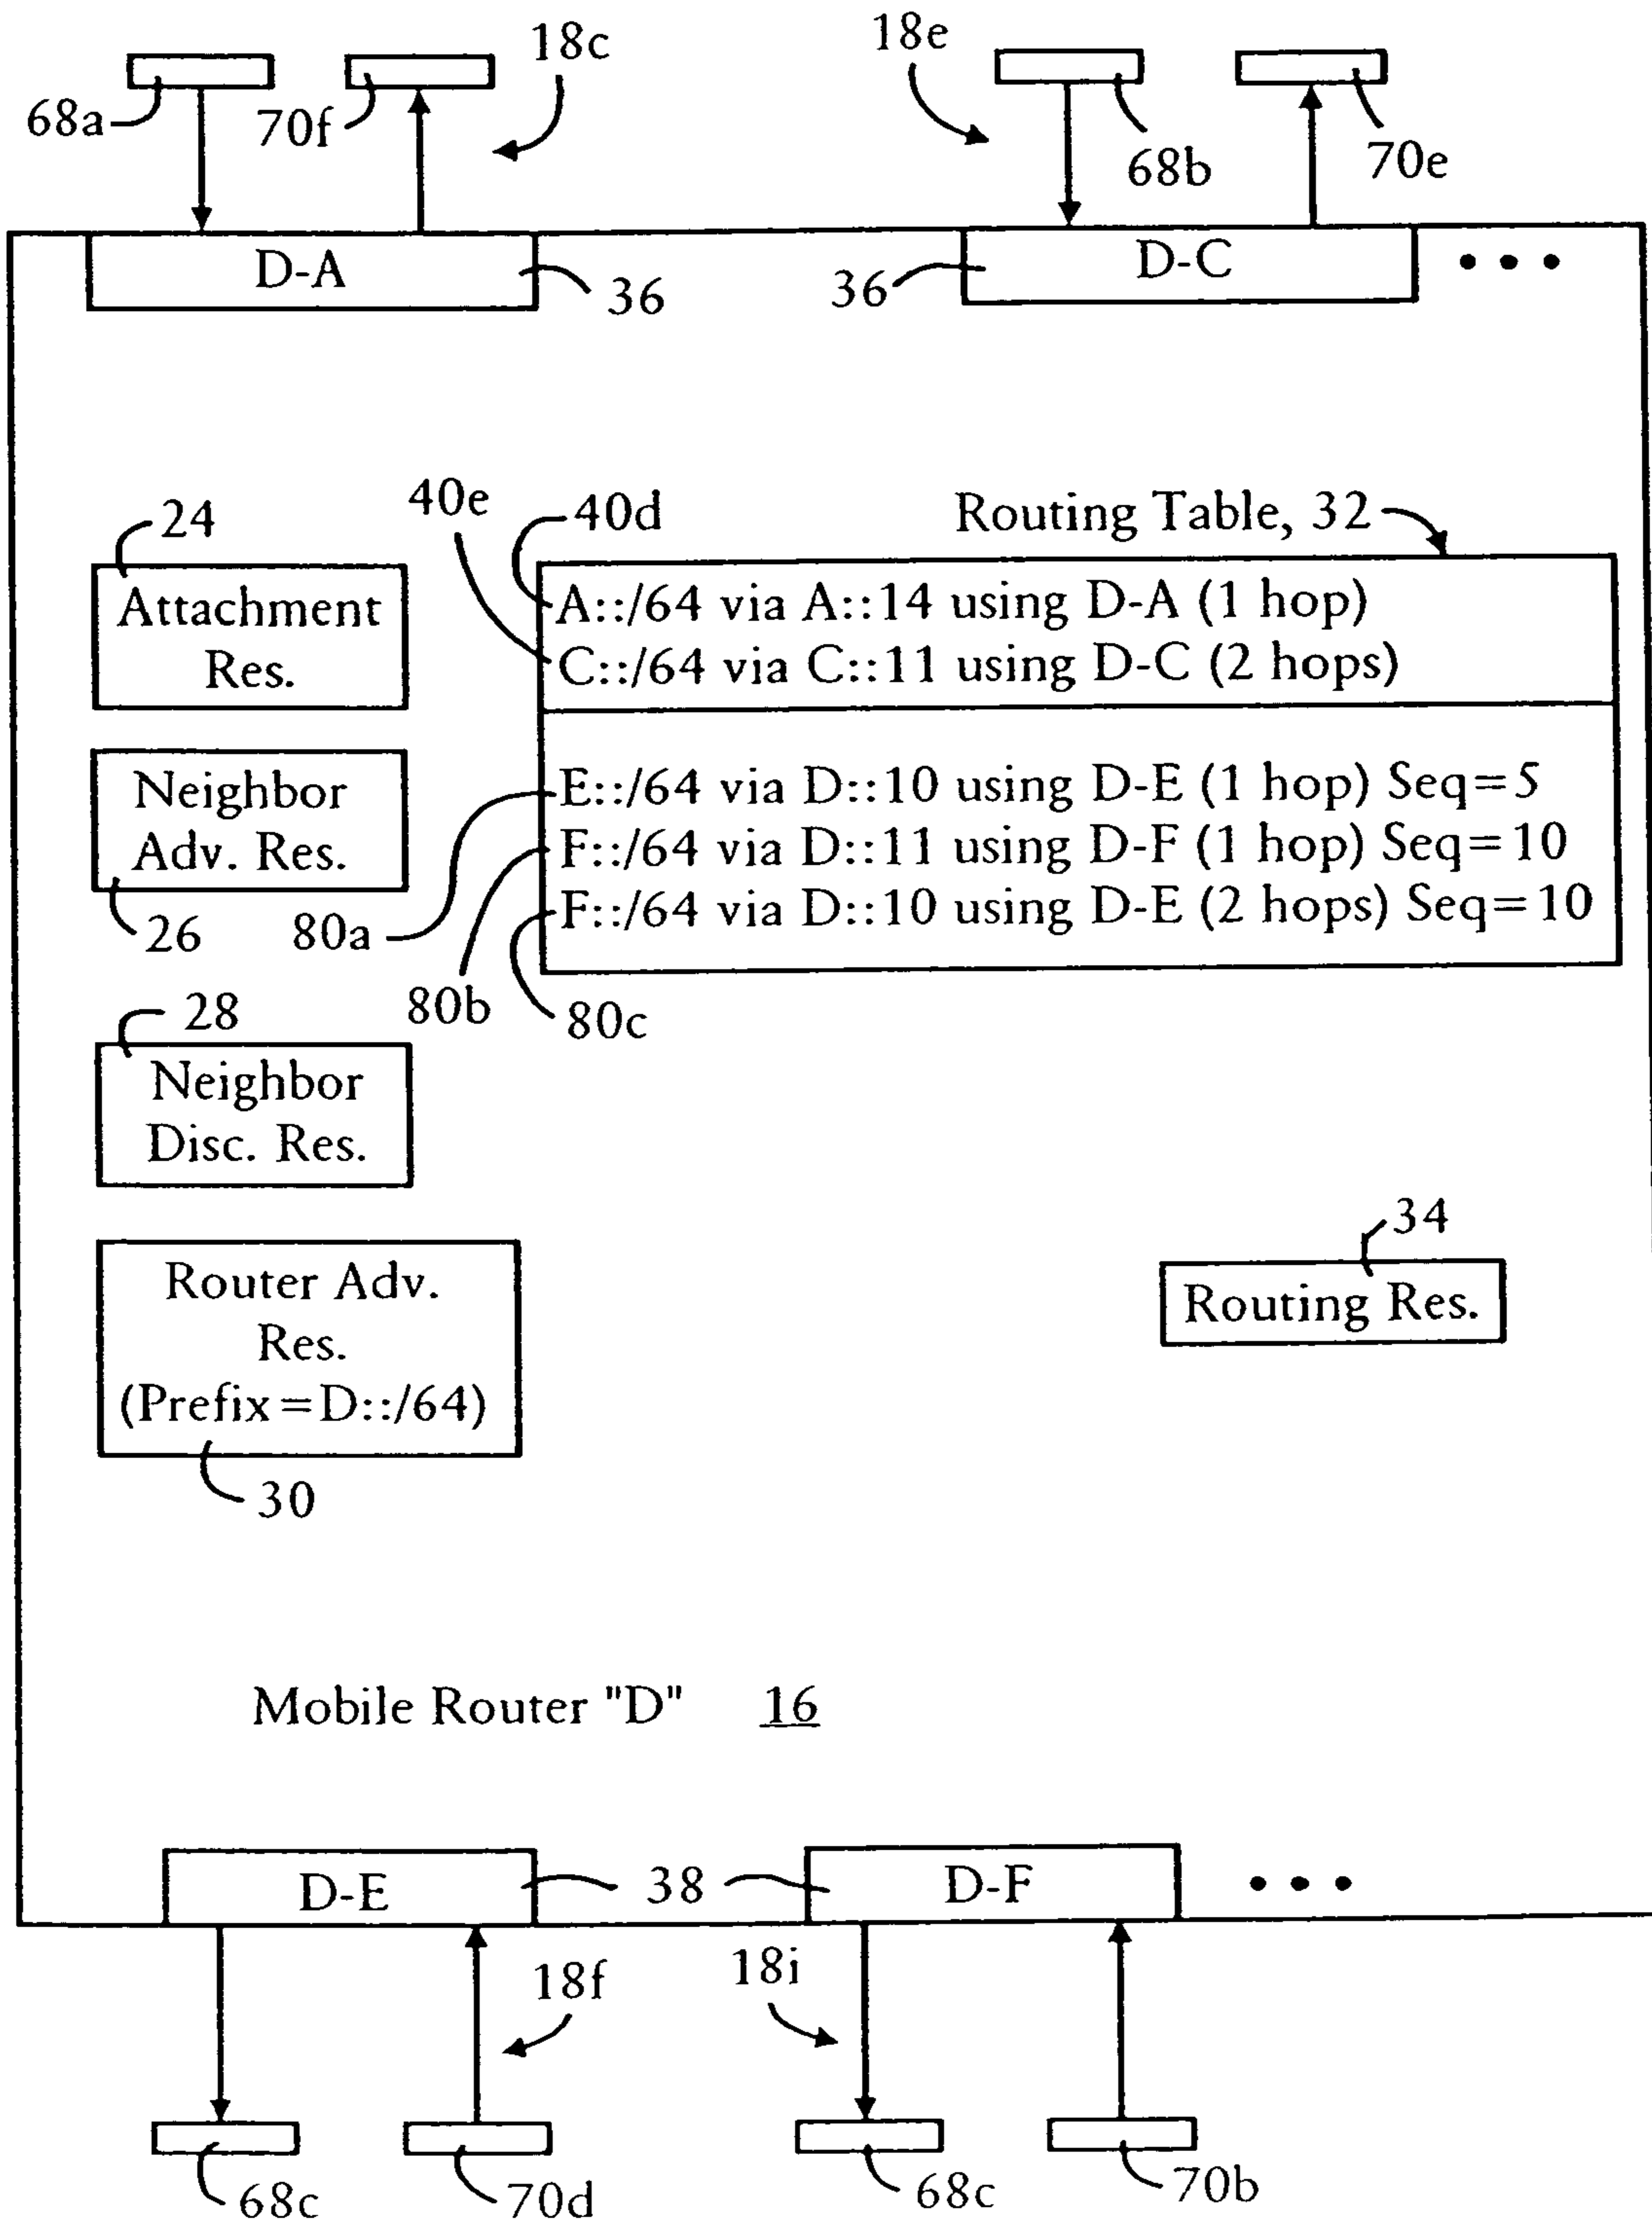 18c
18e
68a
70f
68b
70e
D-A
D-C
36
36
40e
40d
Routing Table, 32
24
Attachment
Res.
A::/64 via A::14 using D-A (1 hop)
C::/64 via C::11 using D-C (2 hops)
Neighbor
Adv. Res.
26
E::/64 via D::10 using D-E (1 hop) Seq=5
F::/64 via D::11 using D-F (1 hop) Seq=10
F::/64 via D::10 using D-E (2 hops) Seq=10
80a
80b
80c
28
Neighbor
Disc. Res.
34
Routing Res.
Router Adv.
Res.
(Prefix=D::/64)
30
Mobile Router "D" 16
D-E
38
D-F
18f
18i
68c
70d
68c
70b